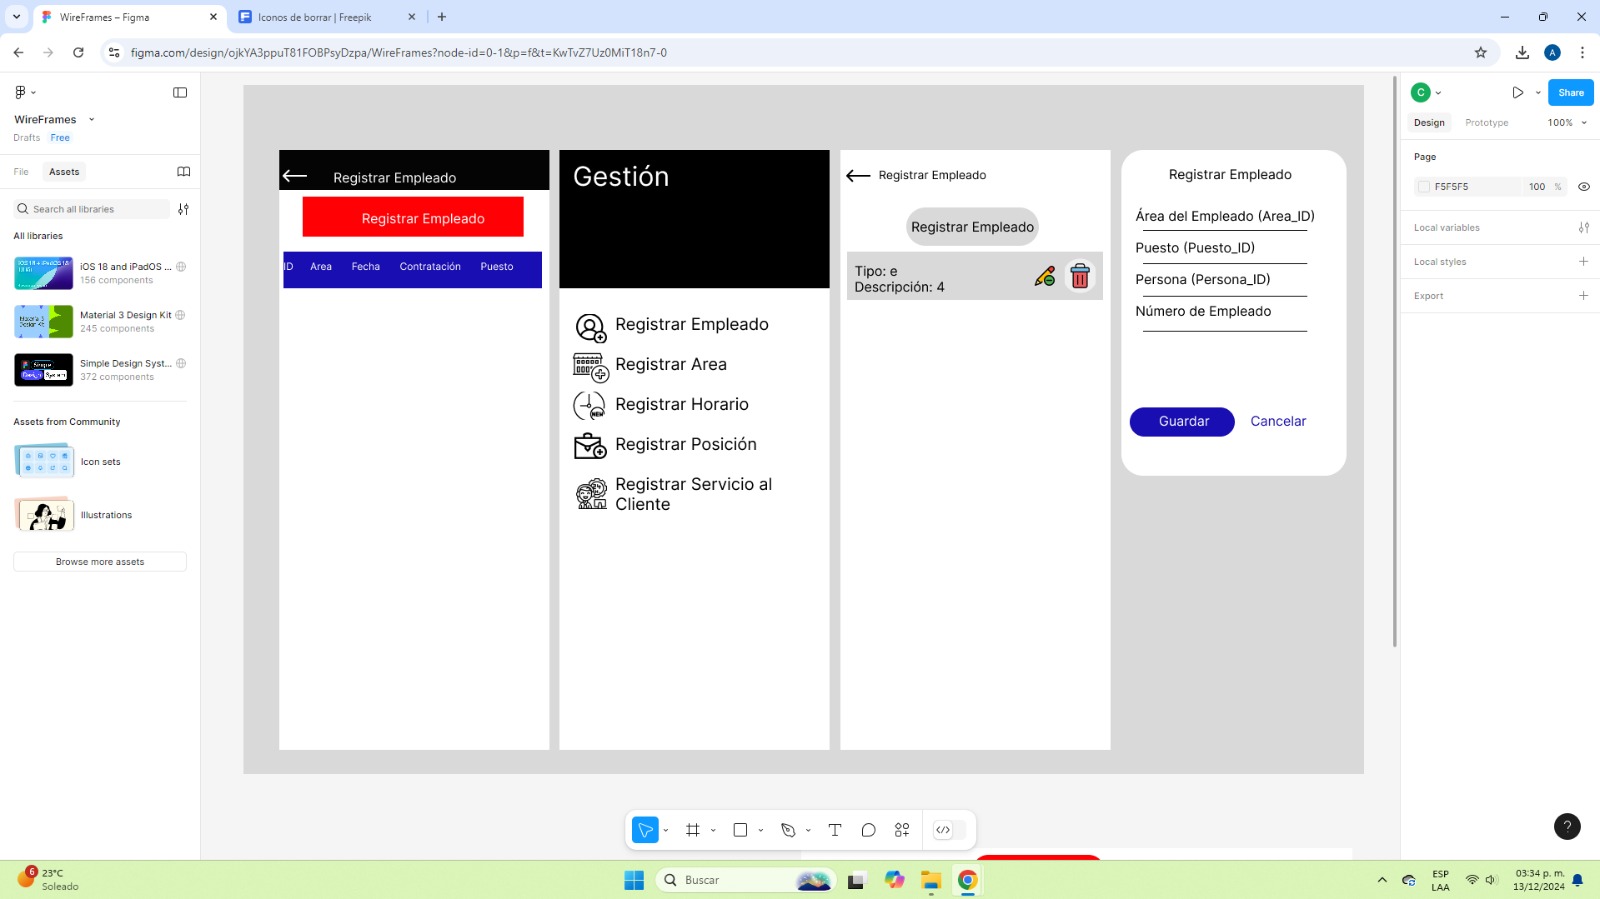 WireFrames – Figma
Iconos de borrar | Freepik
figma.com/design/ojkYA3ppuT81FOBPsyDzpa/WireFrames?node-id=0-1&p=f&t=KwTvZ7Uz0MiT18n7-0
A
WireFrames
Drafts
Free
File
Assets
Search all libraries
All libraries
iOS 18 and iPadOS ...
156 components
Material 3 Design Kit
245 components
Simple Design Syst...
372 components
Assets from Community
Icon sets
Illustrations
Browse more assets
Registrar Empleado
Registrar Empleado
ID Area Fecha Contratación Puesto
Gestión
Registrar Empleado
Registrar Area
NEW
Registrar Horario
Registrar Posición
Registrar Servicio al
Cliente
Registrar Empleado
Registrar Empleado
Tipo: e
Descripción: 4
Registrar Empleado
Área del Empleado (Area_ID)
Puesto (Puesto_ID)
Persona (Persona_ID)
Número de Empleado
Guardar
Cancelar
C
Share
Design
Prototype
100%
Page
F5F5F5
100
%
Local variables
Local styles
Export
?
6
23°C
Soleado
Buscar
ESP
LAA
03:34 p. m.
13/12/2024